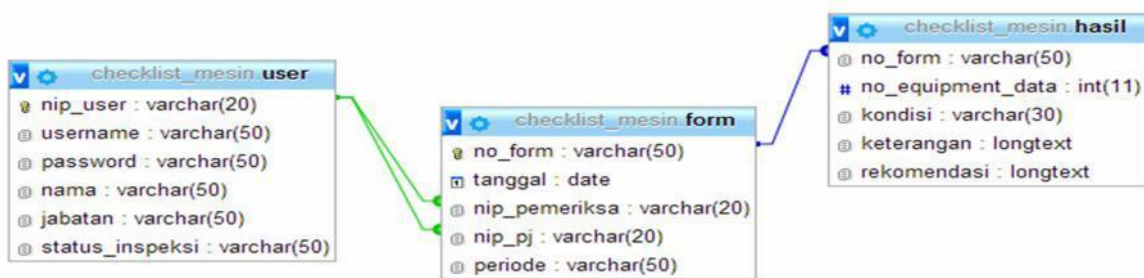 checklist_mesin.user
nip_user : varchar(20)
username : varchar(50)
password : varchar(50)
nama : varchar(50)
jabatan : varchar(50)
status_inspeksi : varchar(50)
checklist_mesin.form
no_form : varchar(50)
tanggal : date
nip_pemeriksa : varchar(20)
nip_pj : varchar(20)
periode : varchar(50)
checklist_mesin.hasil
no_form : varchar(50)
# no_equipment_data : int(11)
kondisi : varchar(30)
keterangan : longtext
rekomendasi : longtext